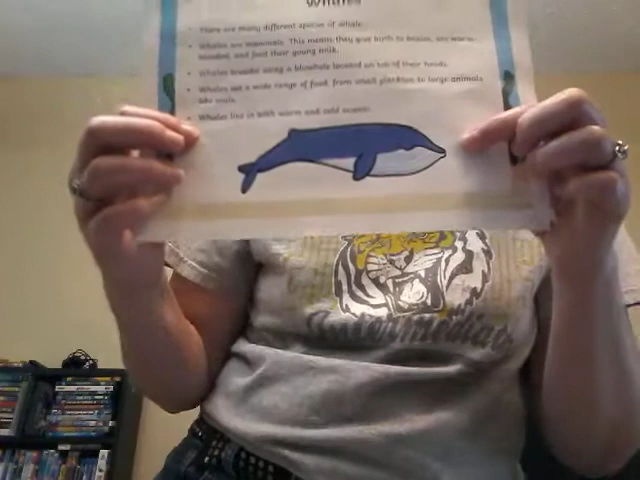 Whales
There are many different species of whale.
Whales are mammals. This means they give birth to babies, are warm-
blooded, and feed their young milk.
Whales breathe using a blowhole located on top of their heads.
Whales eat a wide range of food, from small plankton to large animals
like seals.
Whales live in both warm and cold oceans.
Intermediate